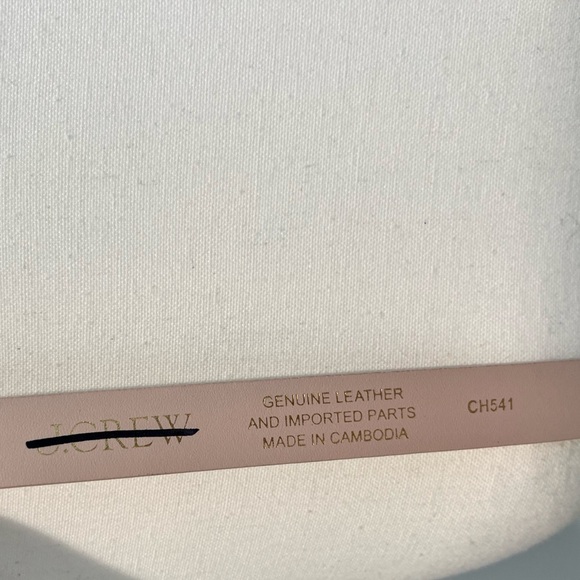 J.CREW
GENUINE LEATHER
AND IMPORTED PARTS
MADE IN CAMBODIA
CH541